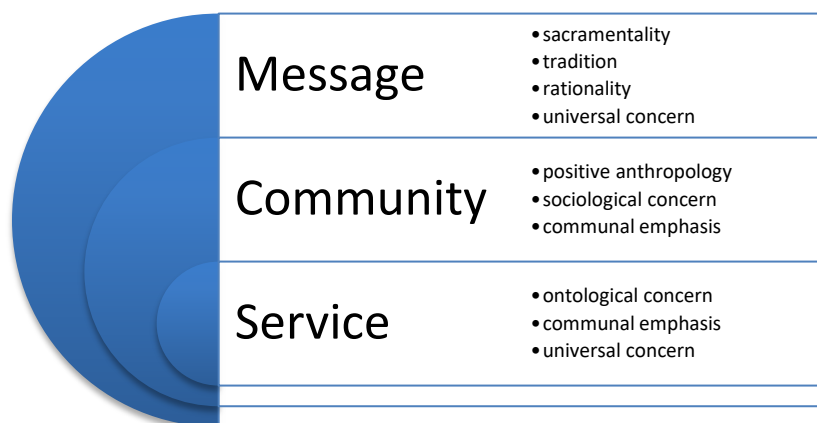 Message
•sacramentality
•tradition
•rationality
•universal concern
Community
•positive anthropology
•sociological concern
•communal emphasis
Service
•ontological concern
•communal emphasis
•universal concern